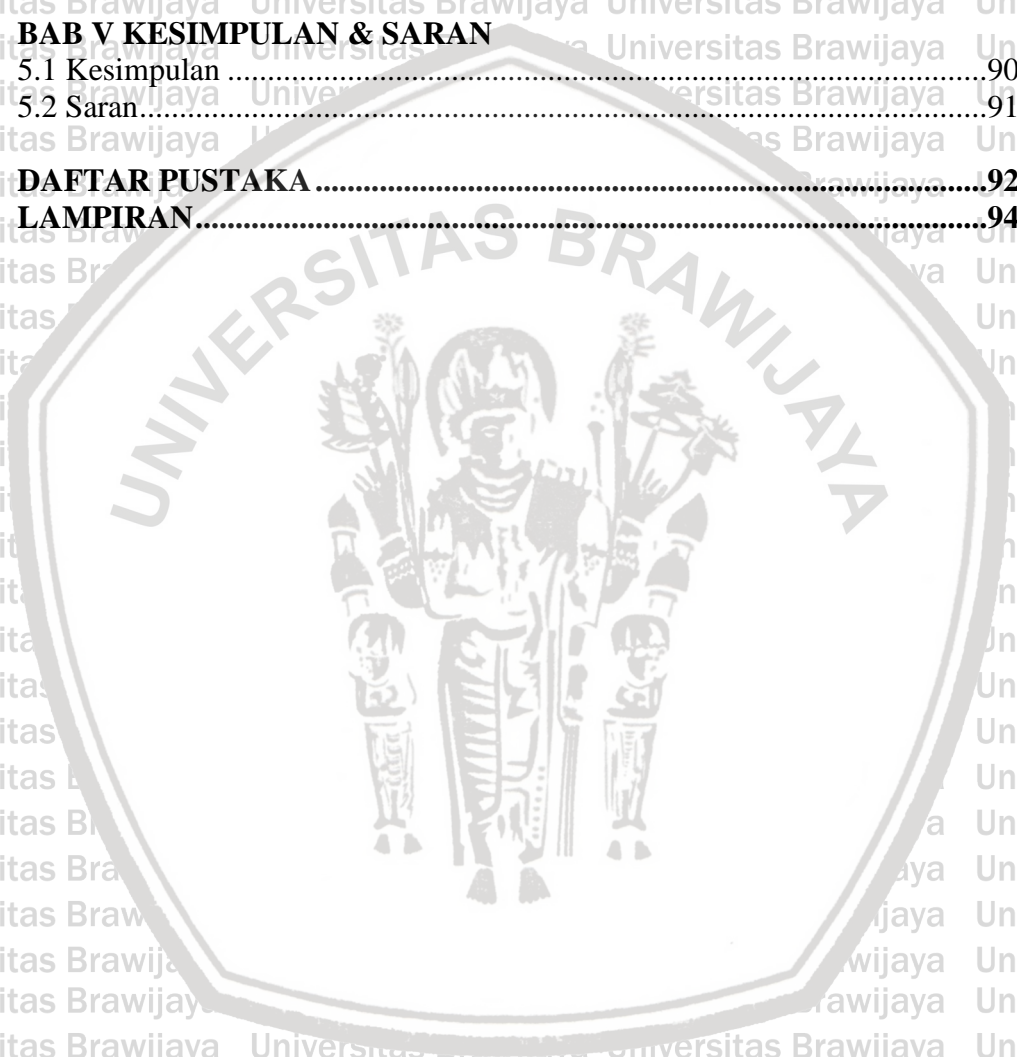 BAB V KESIMPULAN & SARAN
5.1 Kesimpulan ....................................................................................................90
5.2 Saran...............................................................................................................91
DAFTAR PUSTAKA ..........................................................................................92
LAMPIRAN.........................................................................................................94
UNIVERSITAS BRAWIJAYA